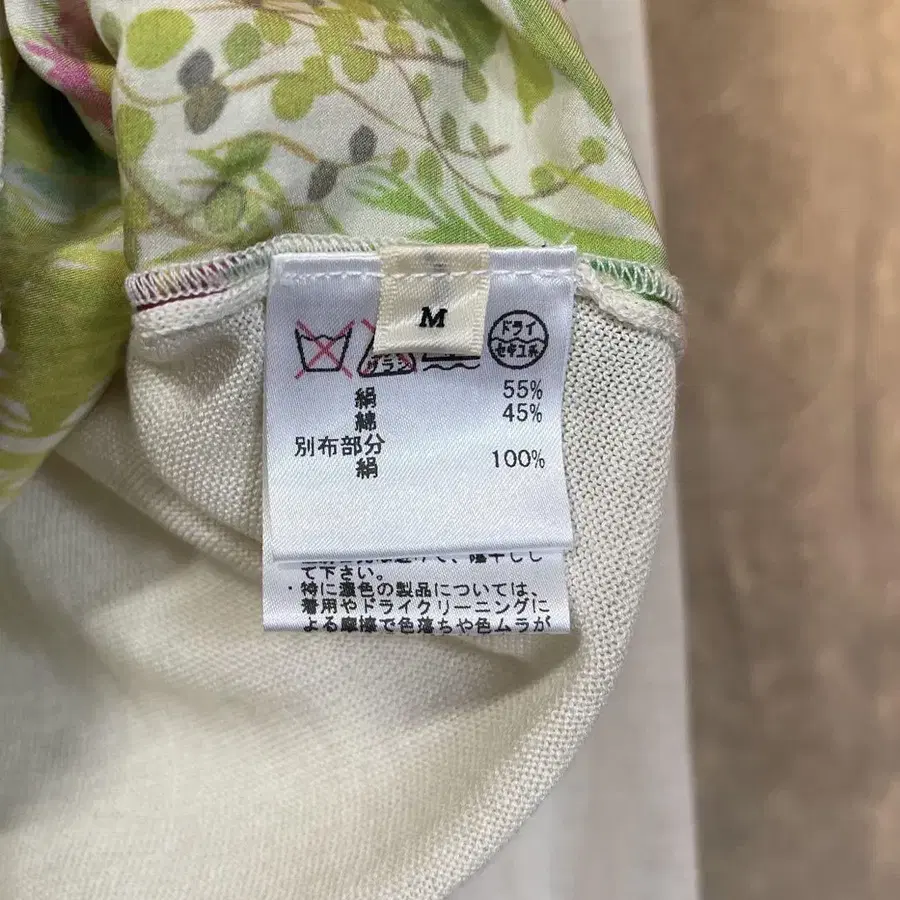 M
サラシ
ドライ
セキユ系
絹 55%
綿 45%
別布部分
絹 100%
て下さい。
・特に濃色の製品については、
着用やドライクリーニングに
よる摩擦で色落ちや色ムラが